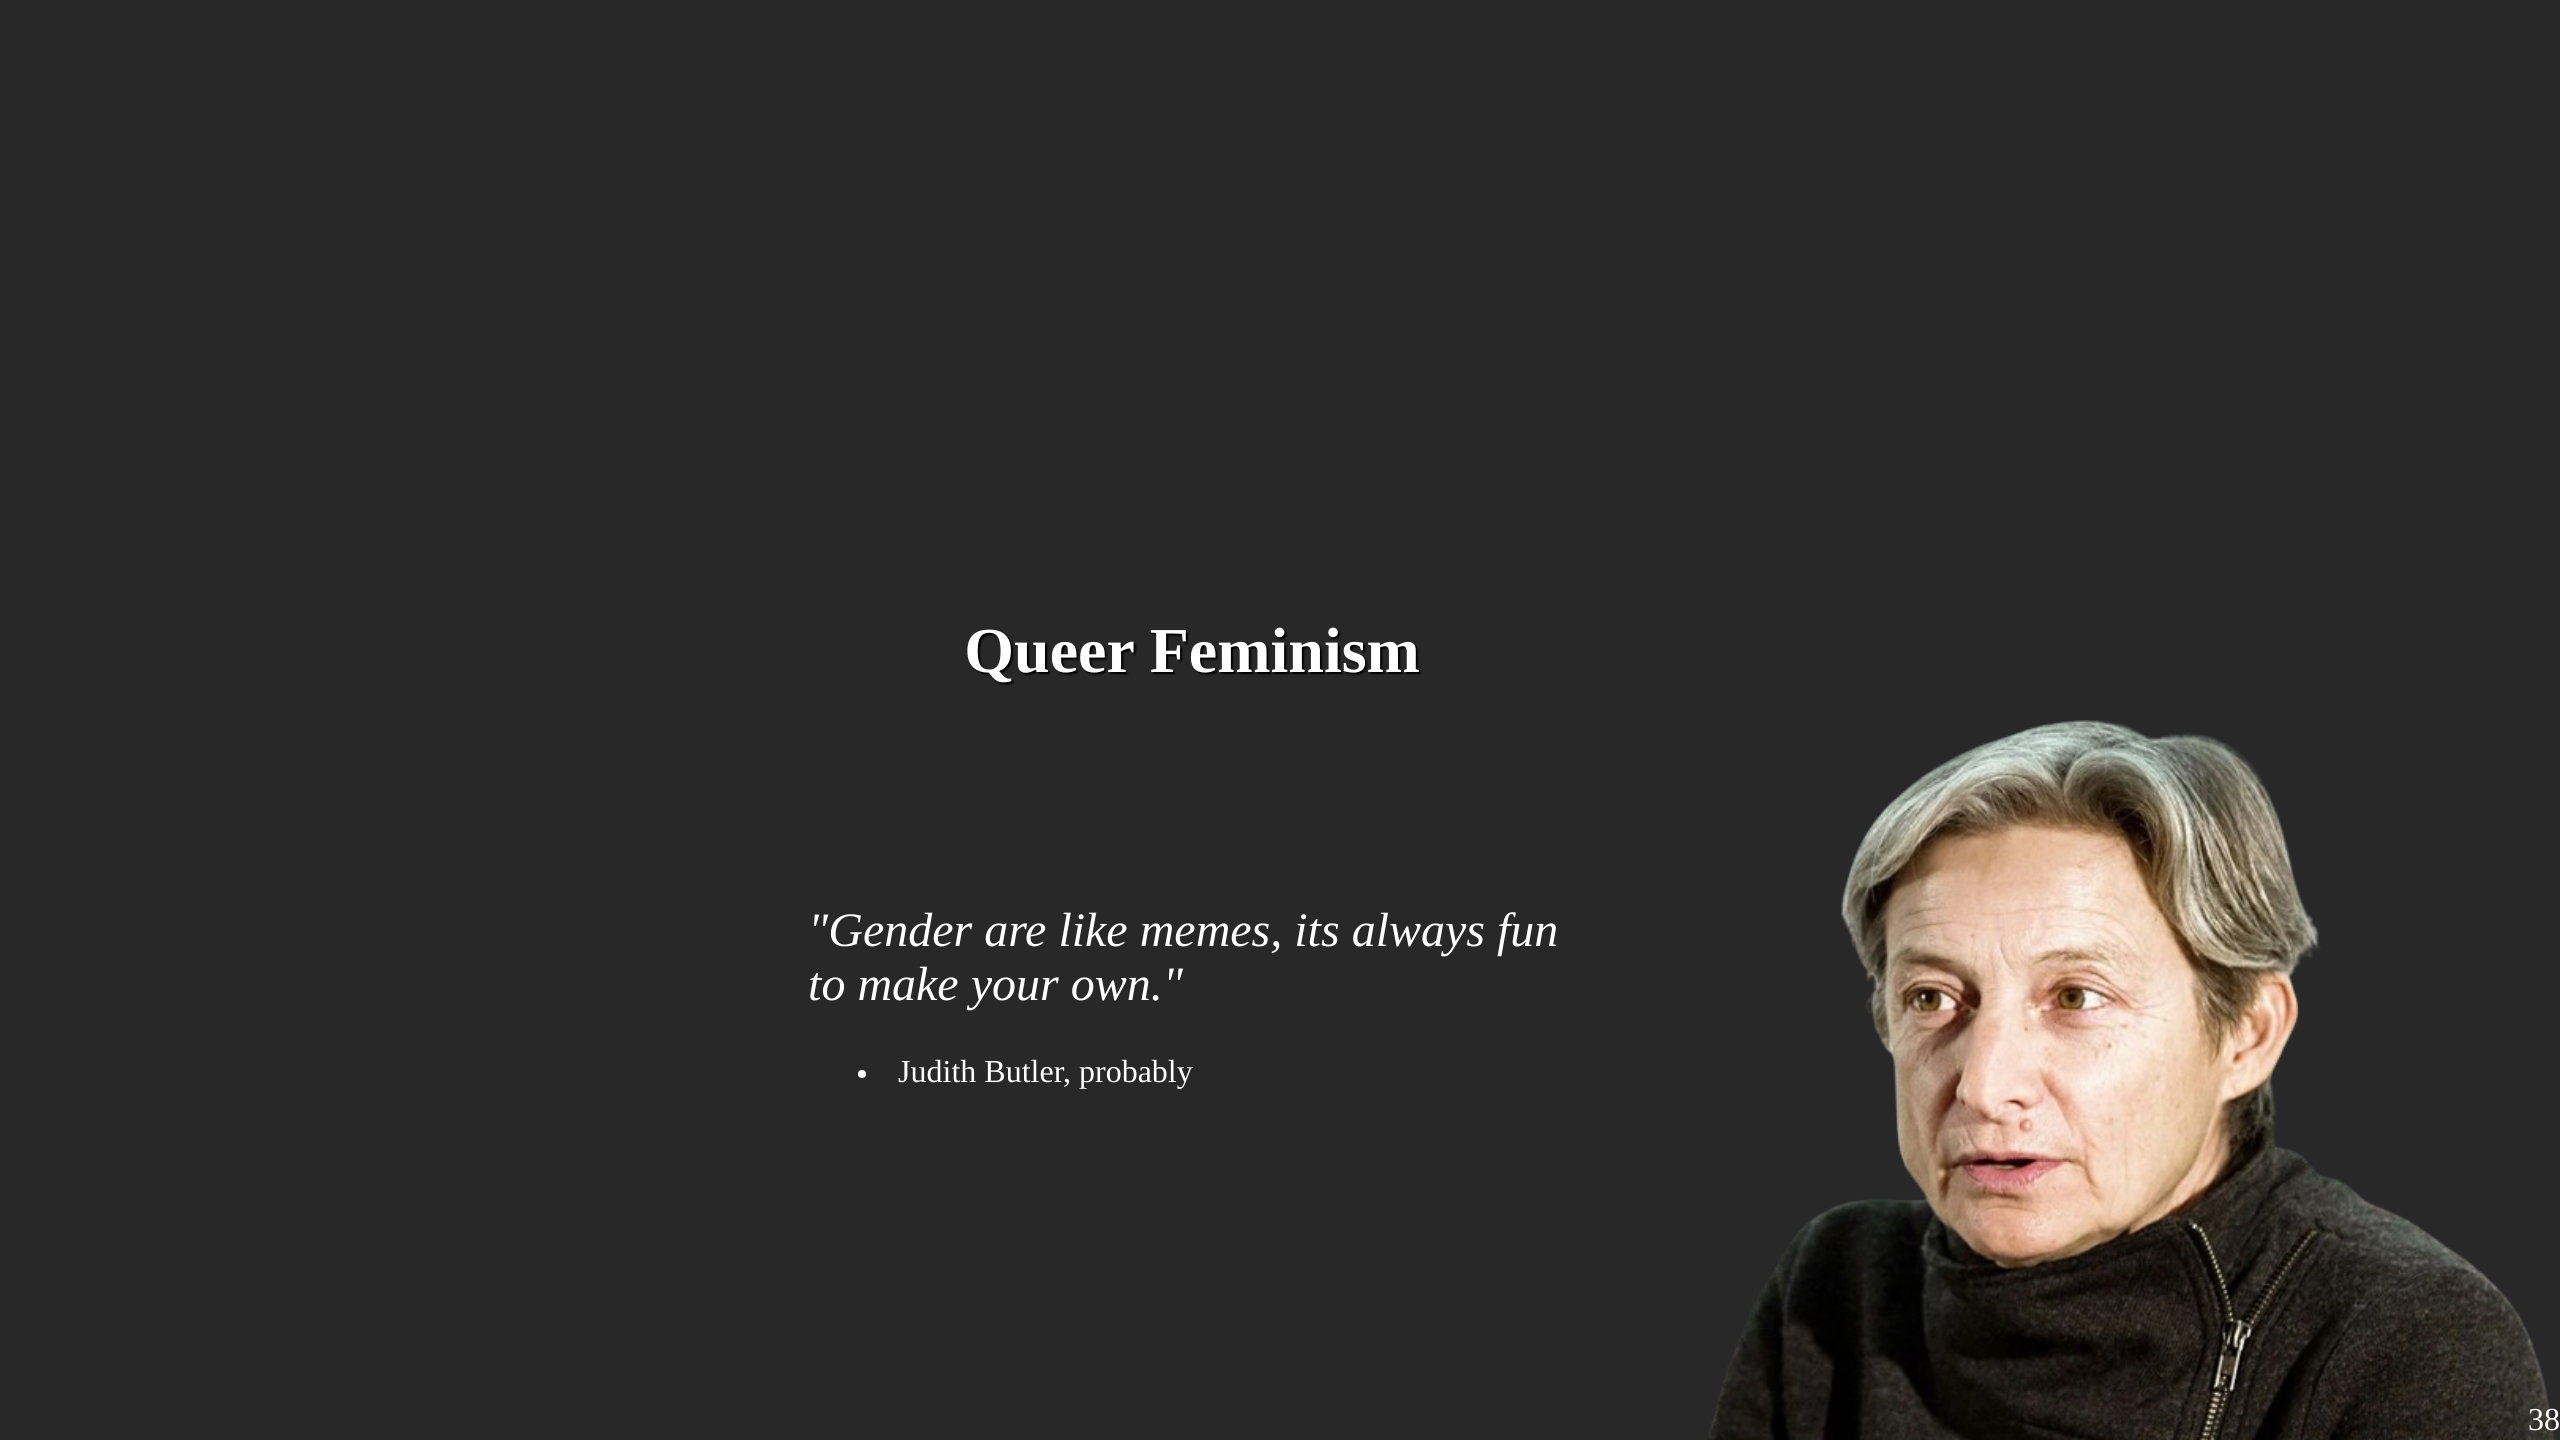 Queer Feminism
"Gender are like memes, its always fun
to make your own."
• Judith Butler, probably
38